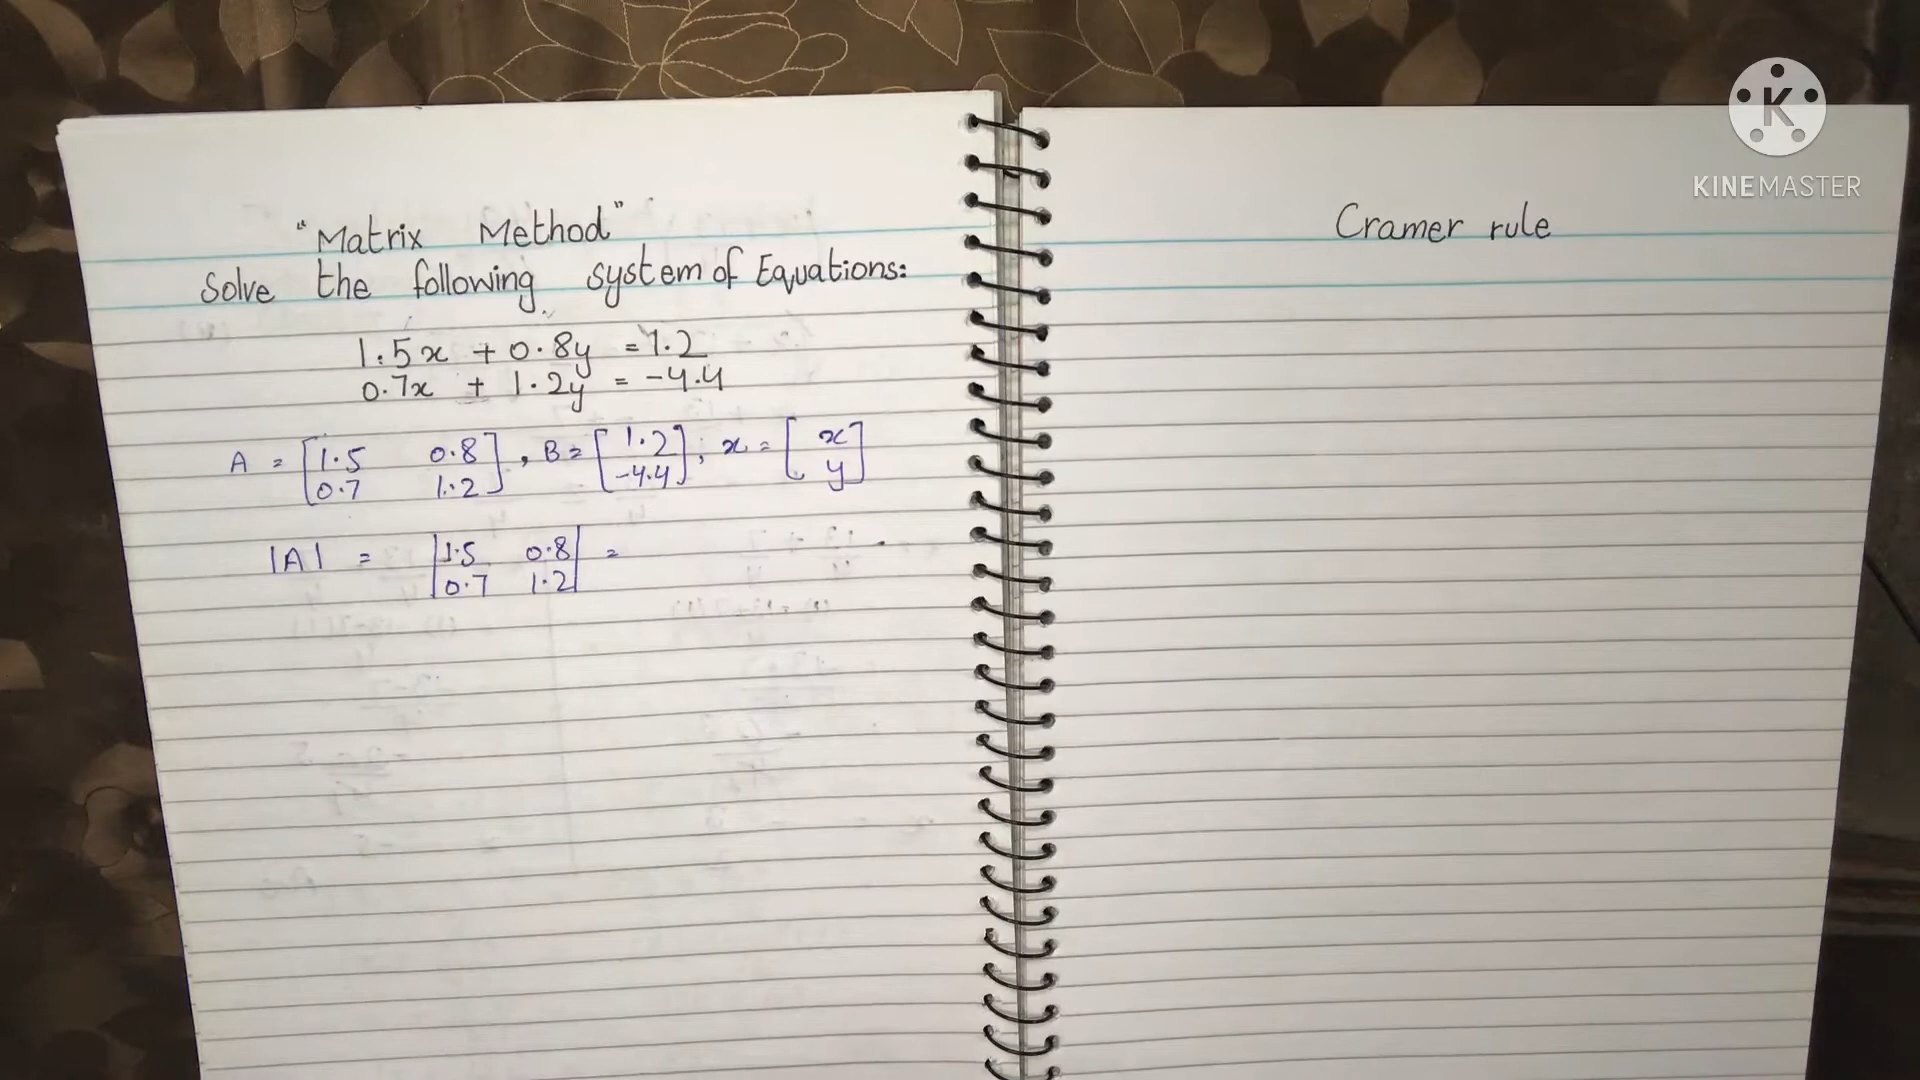 "Matrix Method"
Solve the following system of Equations:
1.5x + 0.8y = 1.2
0.7x + 1.2y = -4.4
A = [1.5 0.8
0.7 1.2], B = [1.2
-4.4]; x = [x
y]
|A| = |1.5 0.8
0.7 1.2| =
Cramer rule
K
KINEMASTER